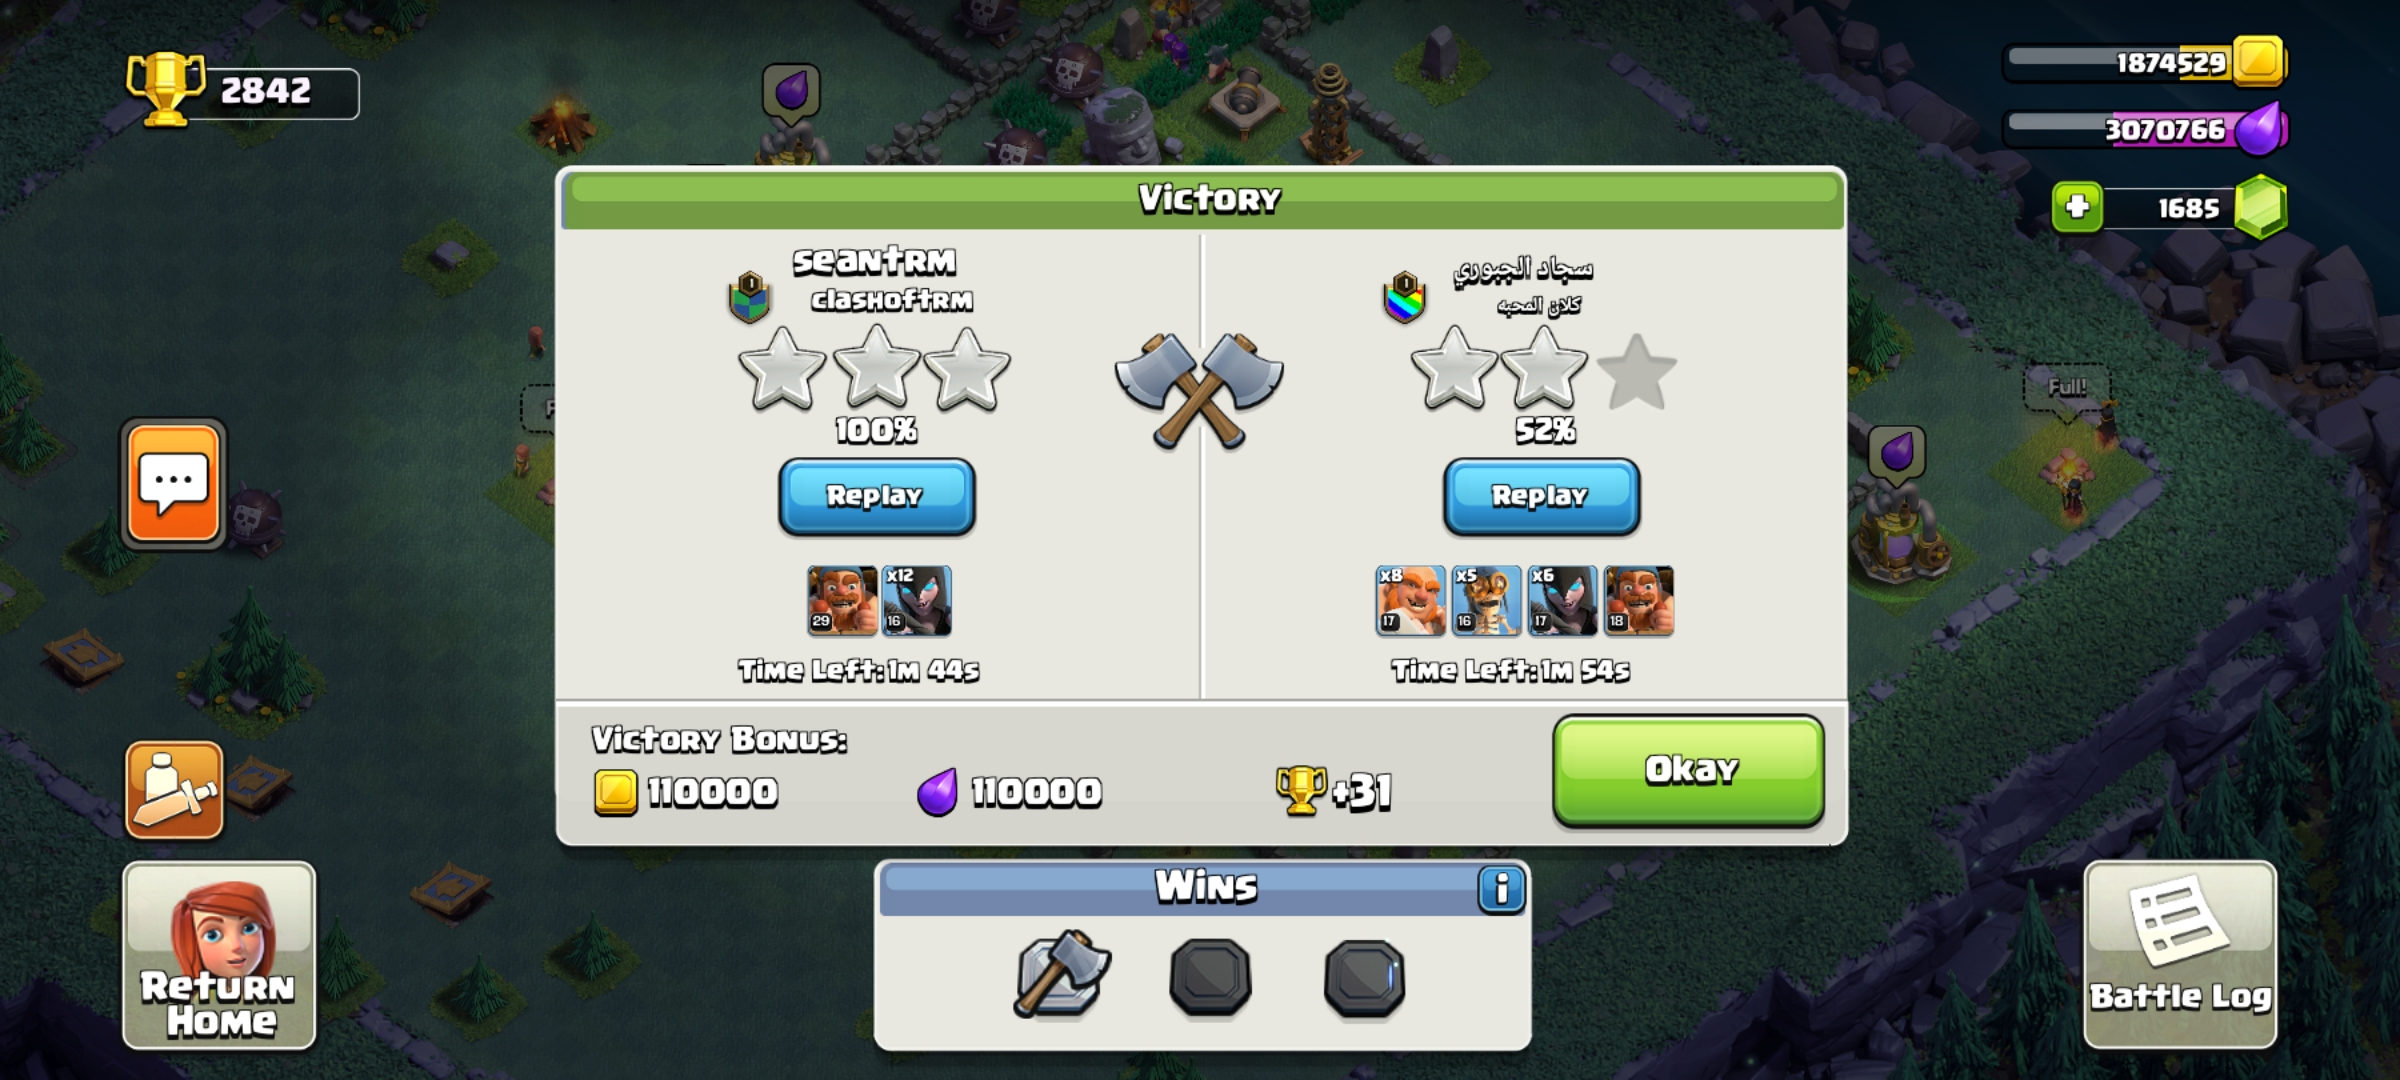 2842
1874529
3070766
1685
Victory
seantrm
clashoftrm
1
100%
Replay
29
x12
16
Time Left:1m 44s
سجاد الجبوري
كلان المحبه
1
52%
Replay
x8
17
x5
16
x6
17
18
Time Left:1m 54s
Full!
Victory Bonus:
110000
110000
+31
Okay
Wins
i
Return
Home
Battle Log